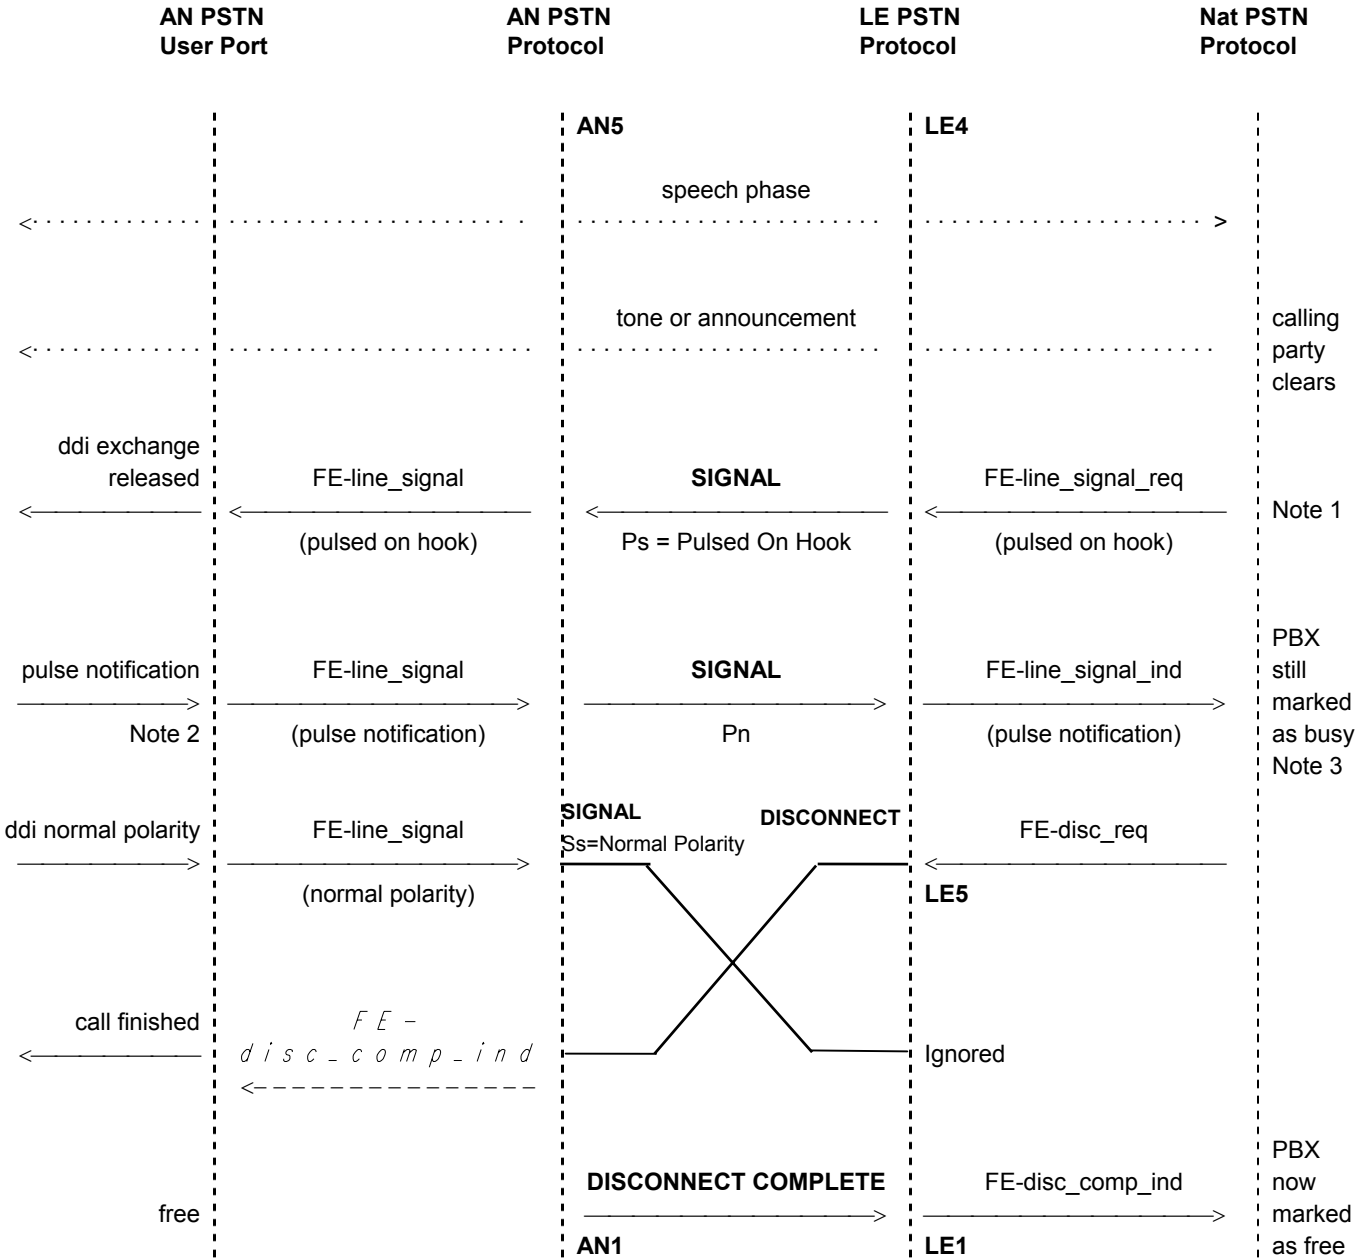 AN PSTN User Port
AN PSTN Protocol
LE PSTN Protocol
Nat PSTN Protocol
AN5
LE4
speech phase
tone or announcement
calling
party
clears
ddi exchange
released
FE-line_signal
(pulsed on hook)
SIGNAL
Ps = Pulsed On Hook
FE-line_signal_req
(pulsed on hook)
Note 1
pulse notification
Note 2
FE-line_signal
(pulse notification)
SIGNAL
Pn
FE-line_signal_ind
(pulse notification)
PBX
still
marked
as busy
Note 3
ddi normal polarity
FE-line_signal
(normal polarity)
SIGNAL
Ss=Normal Polarity
DISCONNECT
FE-disc_req
LE5
call finished
FE-
disc_comp_ind
Ignored
free
DISCONNECT COMPLETE
AN1
FE-disc_comp_ind
LE1
PBX
now
marked
as free